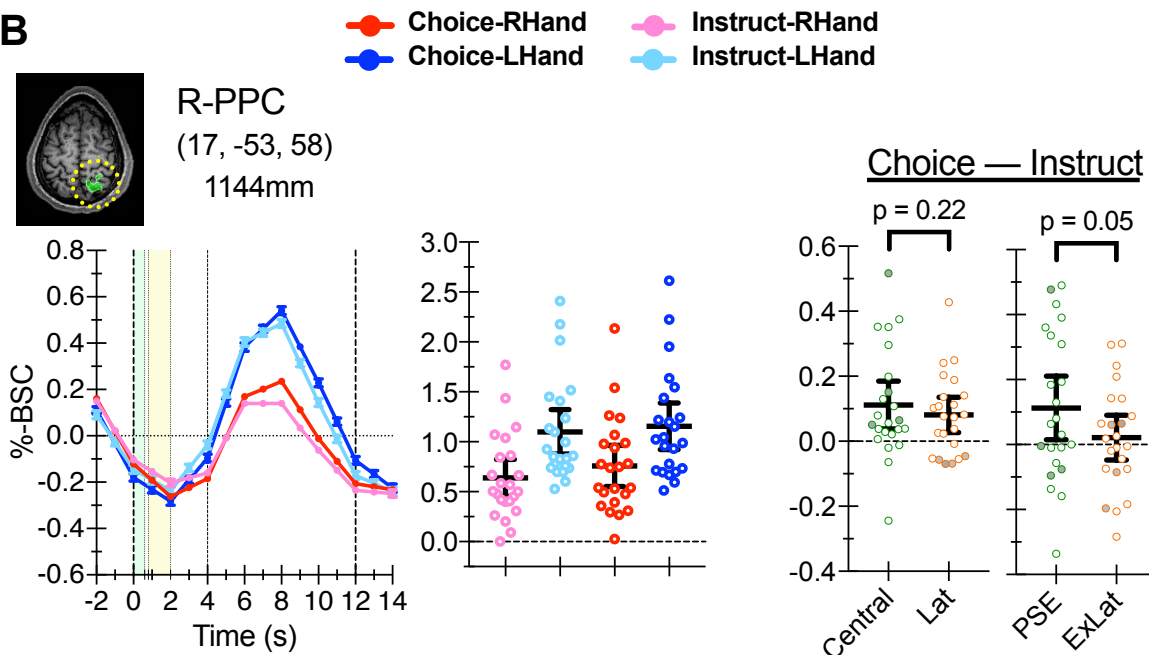 B
Choice-RHand
Instruct-RHand
Choice-LHand
Instruct-LHand
R-PPC
(17, -53, 58)
1144mm
Choice — Instruct
p = 0.22
p = 0.05
%-BSC
0.8
0.6
0.4
0.2
0.0
-0.2
-0.4
-0.6
-2 0 2 4 6 8 10 12 14
Time (s)
3.0
2.5
2.0
1.5
1.0
0.5
0.0
0.6
0.4
0.2
0.0
-0.2
-0.4
Central
Lat
PSE
ExLat